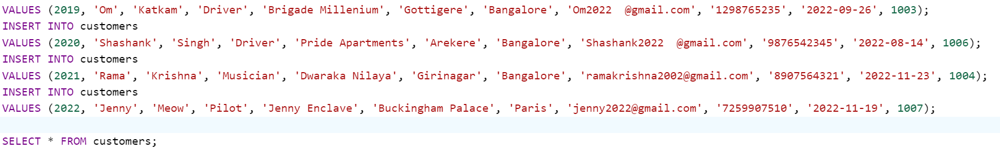 VALUES (2019, 'Om', 'Katkam', 'Driver', 'Brigade Millenium', 'Gottigere', 'Bangalore', 'Om2022  @gmail.com', '1298765235', '2022-09-26', 1003);
INSERT INTO customers
VALUES (2020, 'Shashank', 'Singh', 'Driver', 'Pride Apartments', 'Arekere', 'Bangalore', 'Shashank2022  @gmail.com', '9876542345', '2022-08-14', 1006);
INSERT INTO customers
VALUES (2021, 'Rama', 'Krishna', 'Musician', 'Dwaraka Nilaya', 'Girinagar', 'Bangalore', 'ramakrishna2002@gmail.com', '8907564321', '2022-11-23', 1004);
INSERT INTO customers
VALUES (2022, 'Jenny', 'Meow', 'Pilot', 'Jenny Enclave', 'Buckingham Palace', 'Paris', 'jenny2022@gmail.com', '7259907510', '2022-11-19', 1007);
SELECT * FROM customers;